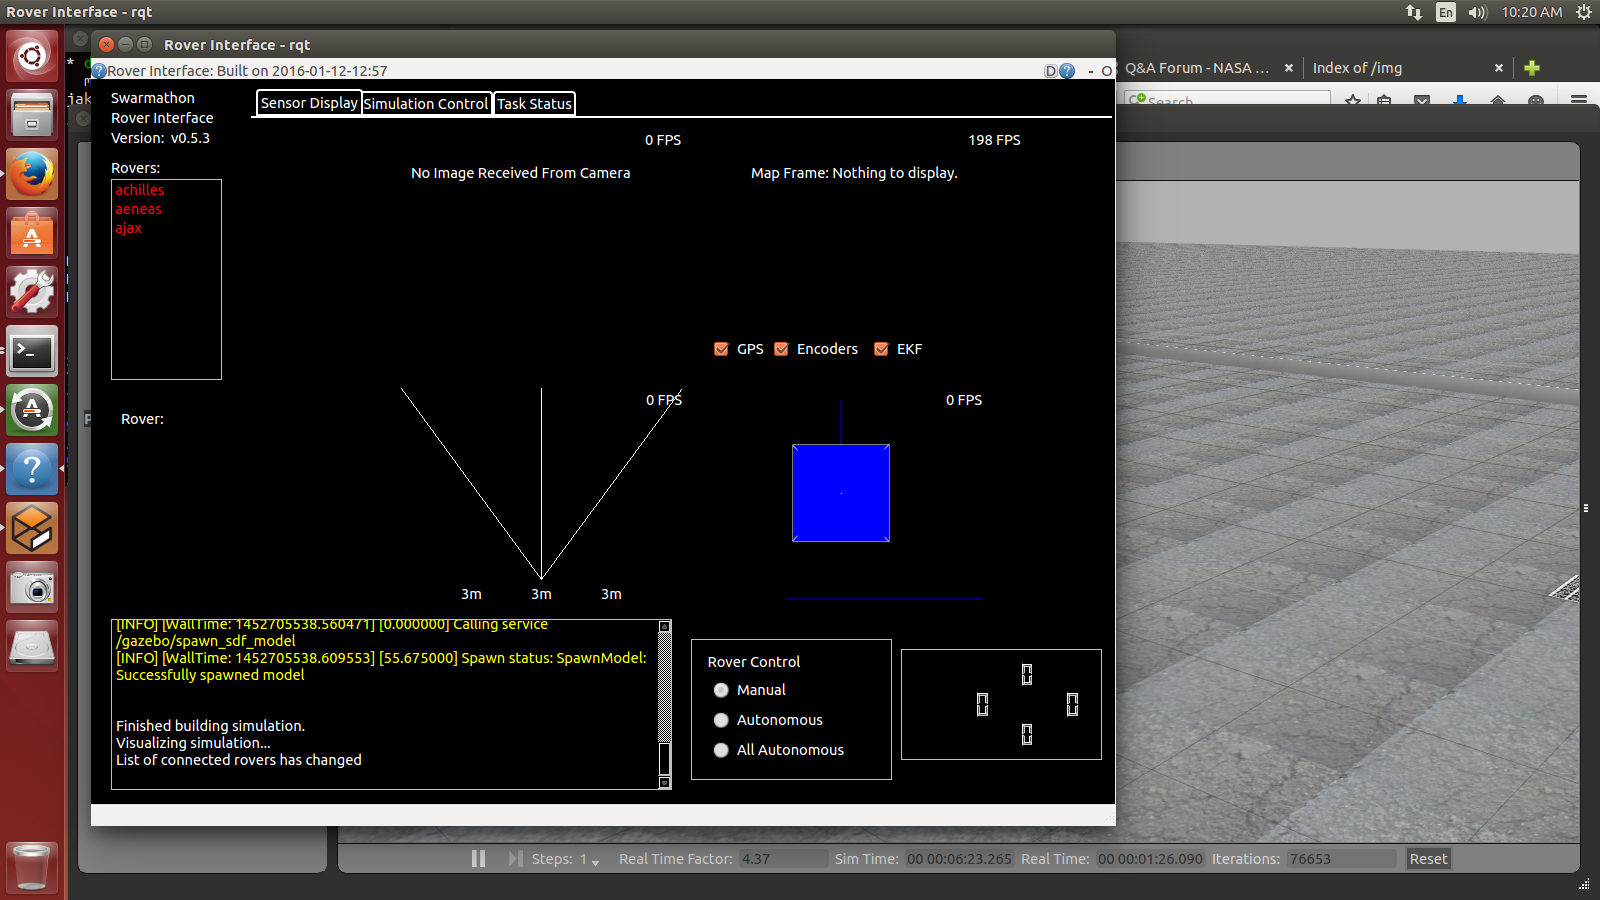 Rover Interface - rqt
En
10:20 AM
Rover Interface - rqt
Rover Interface: Built on 2016-01-12-12:57
D
- O
Q&A Forum - NASA ...
Index of /img
Search
jak
Swarmathon
Rover Interface
Version: v0.5.3
Sensor Display
Simulation Control
Task Status
0 FPS
198 FPS
No Image Received From Camera
Map Frame: Nothing to display.
Rovers:
achilles
aeneas
ajax
GPS
Encoders
EKF
0 FPS
0 FPS
Rover:
3m
3m
3m
[INFO] [WallTime: 1452705538.560471] [0.000000] Calling service
/gazebo/spawn_sdf_model
[INFO] [WallTime: 1452705538.609553] [55.675000] Spawn status: SpawnModel:
Successfully spawned model
Finished building simulation.
Visualizing simulation...
List of connected rovers has changed
Rover Control
Manual
Autonomous
All Autonomous
0
0
0
0
Steps: 1
Real Time Factor: 4.37
Sim Time: 00 00:06:23.265
Real Time: 00 00:01:26.090
Iterations: 76653
Reset